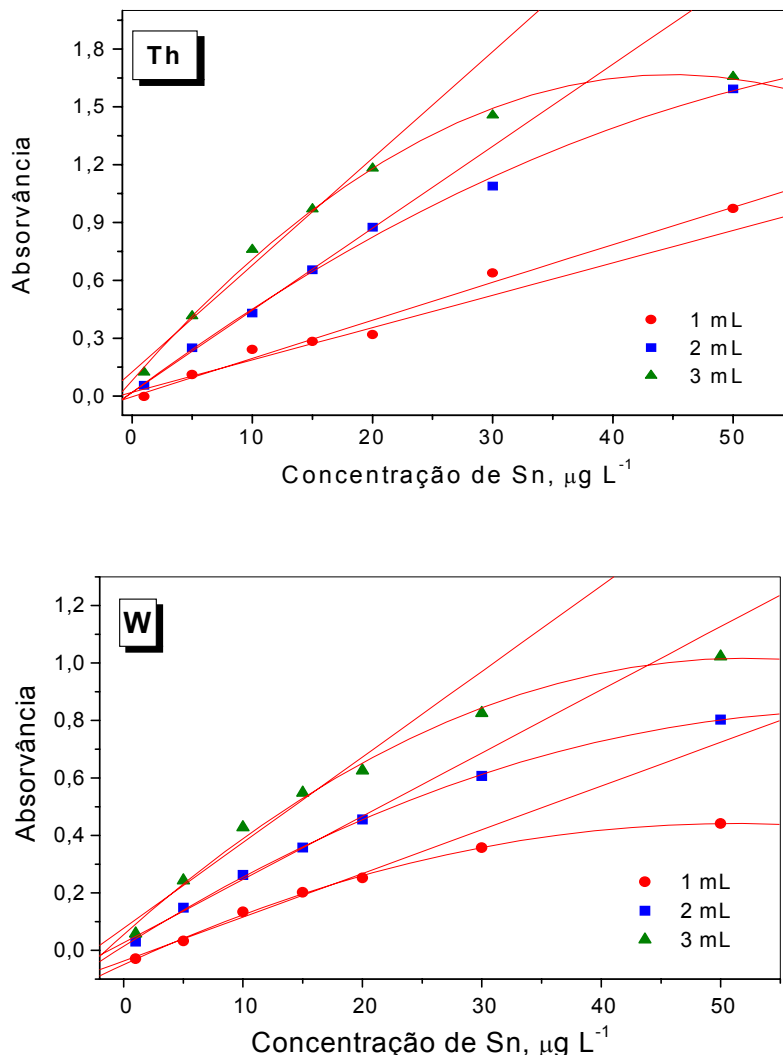 Th
1,8
1,5
1,2
0,9
0,6
0,3
0,0
Absorvância
1 mL
2 mL
3 mL
0 10 20 30 40 50
Concentração de Sn, μg L⁻¹
W
1,2
1,0
0,8
0,6
0,4
0,2
0,0
Absorvância
1 mL
2 mL
3 mL
0 10 20 30 40 50
Concentração de Sn, μg L⁻¹